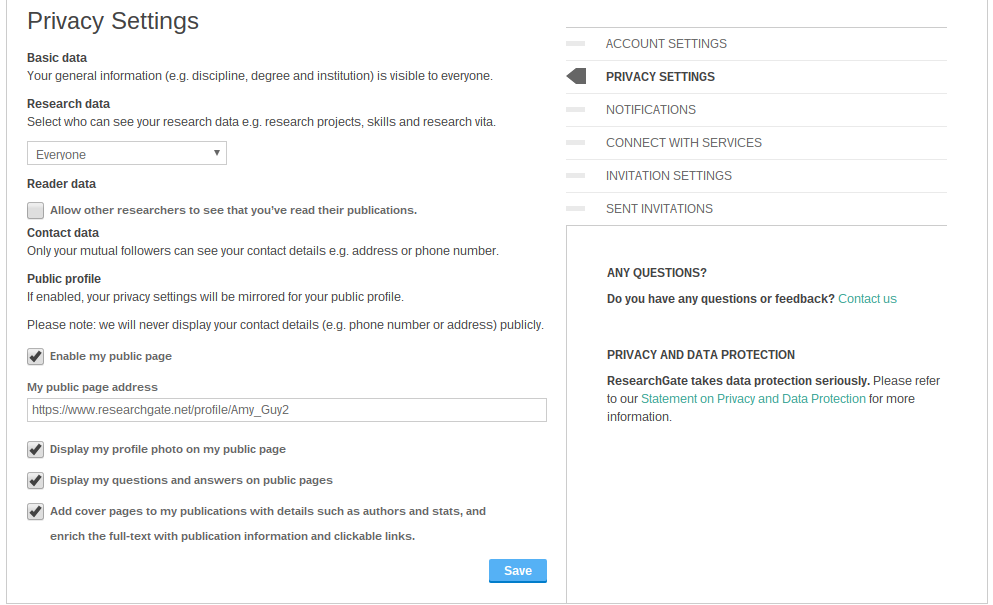 Privacy Settings
Basic data
Your general information (e.g. discipline, degree and institution) is visible to everyone.
Research data
Select who can see your research data e.g. research projects, skills and research vita.
Everyone
Reader data
Allow other researchers to see that you've read their publications.
Contact data
Only your mutual followers can see your contact details e.g. address or phone number.
Public profile
If enabled, your privacy settings will be mirrored for your public profile.
Please note: we will never display your contact details (e.g. phone number or address) publicly.
Enable my public page
My public page address
https://www.researchgate.net/profile/Amy_Guy2
Display my profile photo on my public page
Display my questions and answers on public pages
Add cover pages to my publications with details such as authors and stats, and
enrich the full-text with publication information and clickable links.
Save
ACCOUNT SETTINGS
PRIVACY SETTINGS
NOTIFICATIONS
CONNECT WITH SERVICES
INVITATION SETTINGS
SENT INVITATIONS
ANY QUESTIONS?
Do you have any questions or feedback? Contact us
PRIVACY AND DATA PROTECTION
ResearchGate takes data protection seriously. Please refer
to our Statement on Privacy and Data Protection for more
information.